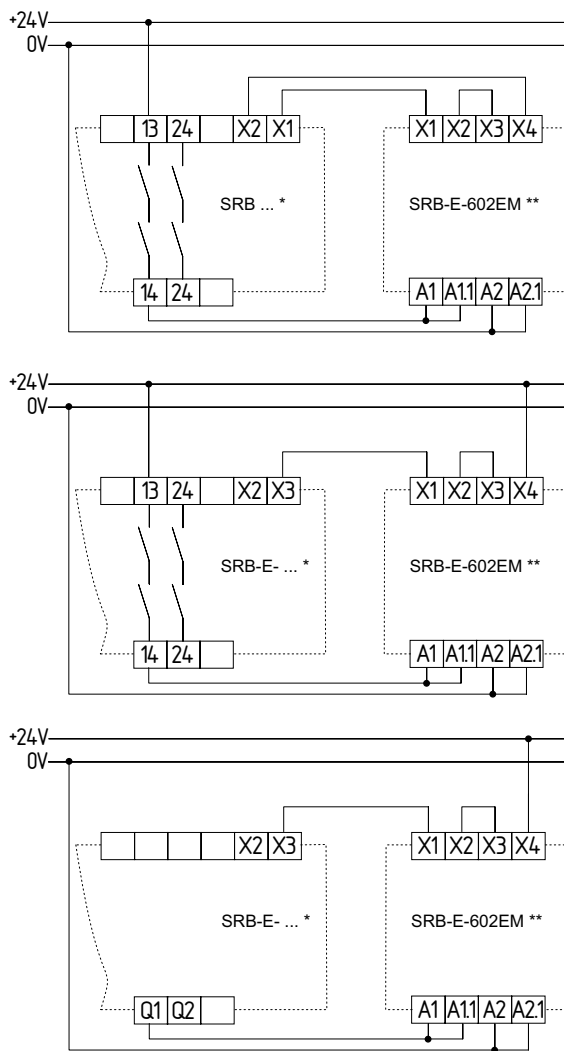 +24V
0V
13 24 X2 X1 X1 X2 X3 X4
SRB ... * SRB-E-602EM **
14 24 A1 A1.1 A2 A2.1
+24V
0V
13 24 X2 X3 X1 X2 X3 X4
SRB-E- ... * SRB-E-602EM **
14 24 A1 A1.1 A2 A2.1
+24V
0V
X2 X3 X1 X2 X3 X4
SRB-E- ... * SRB-E-602EM **
Q1 Q2 A1 A1.1 A2 A2.1